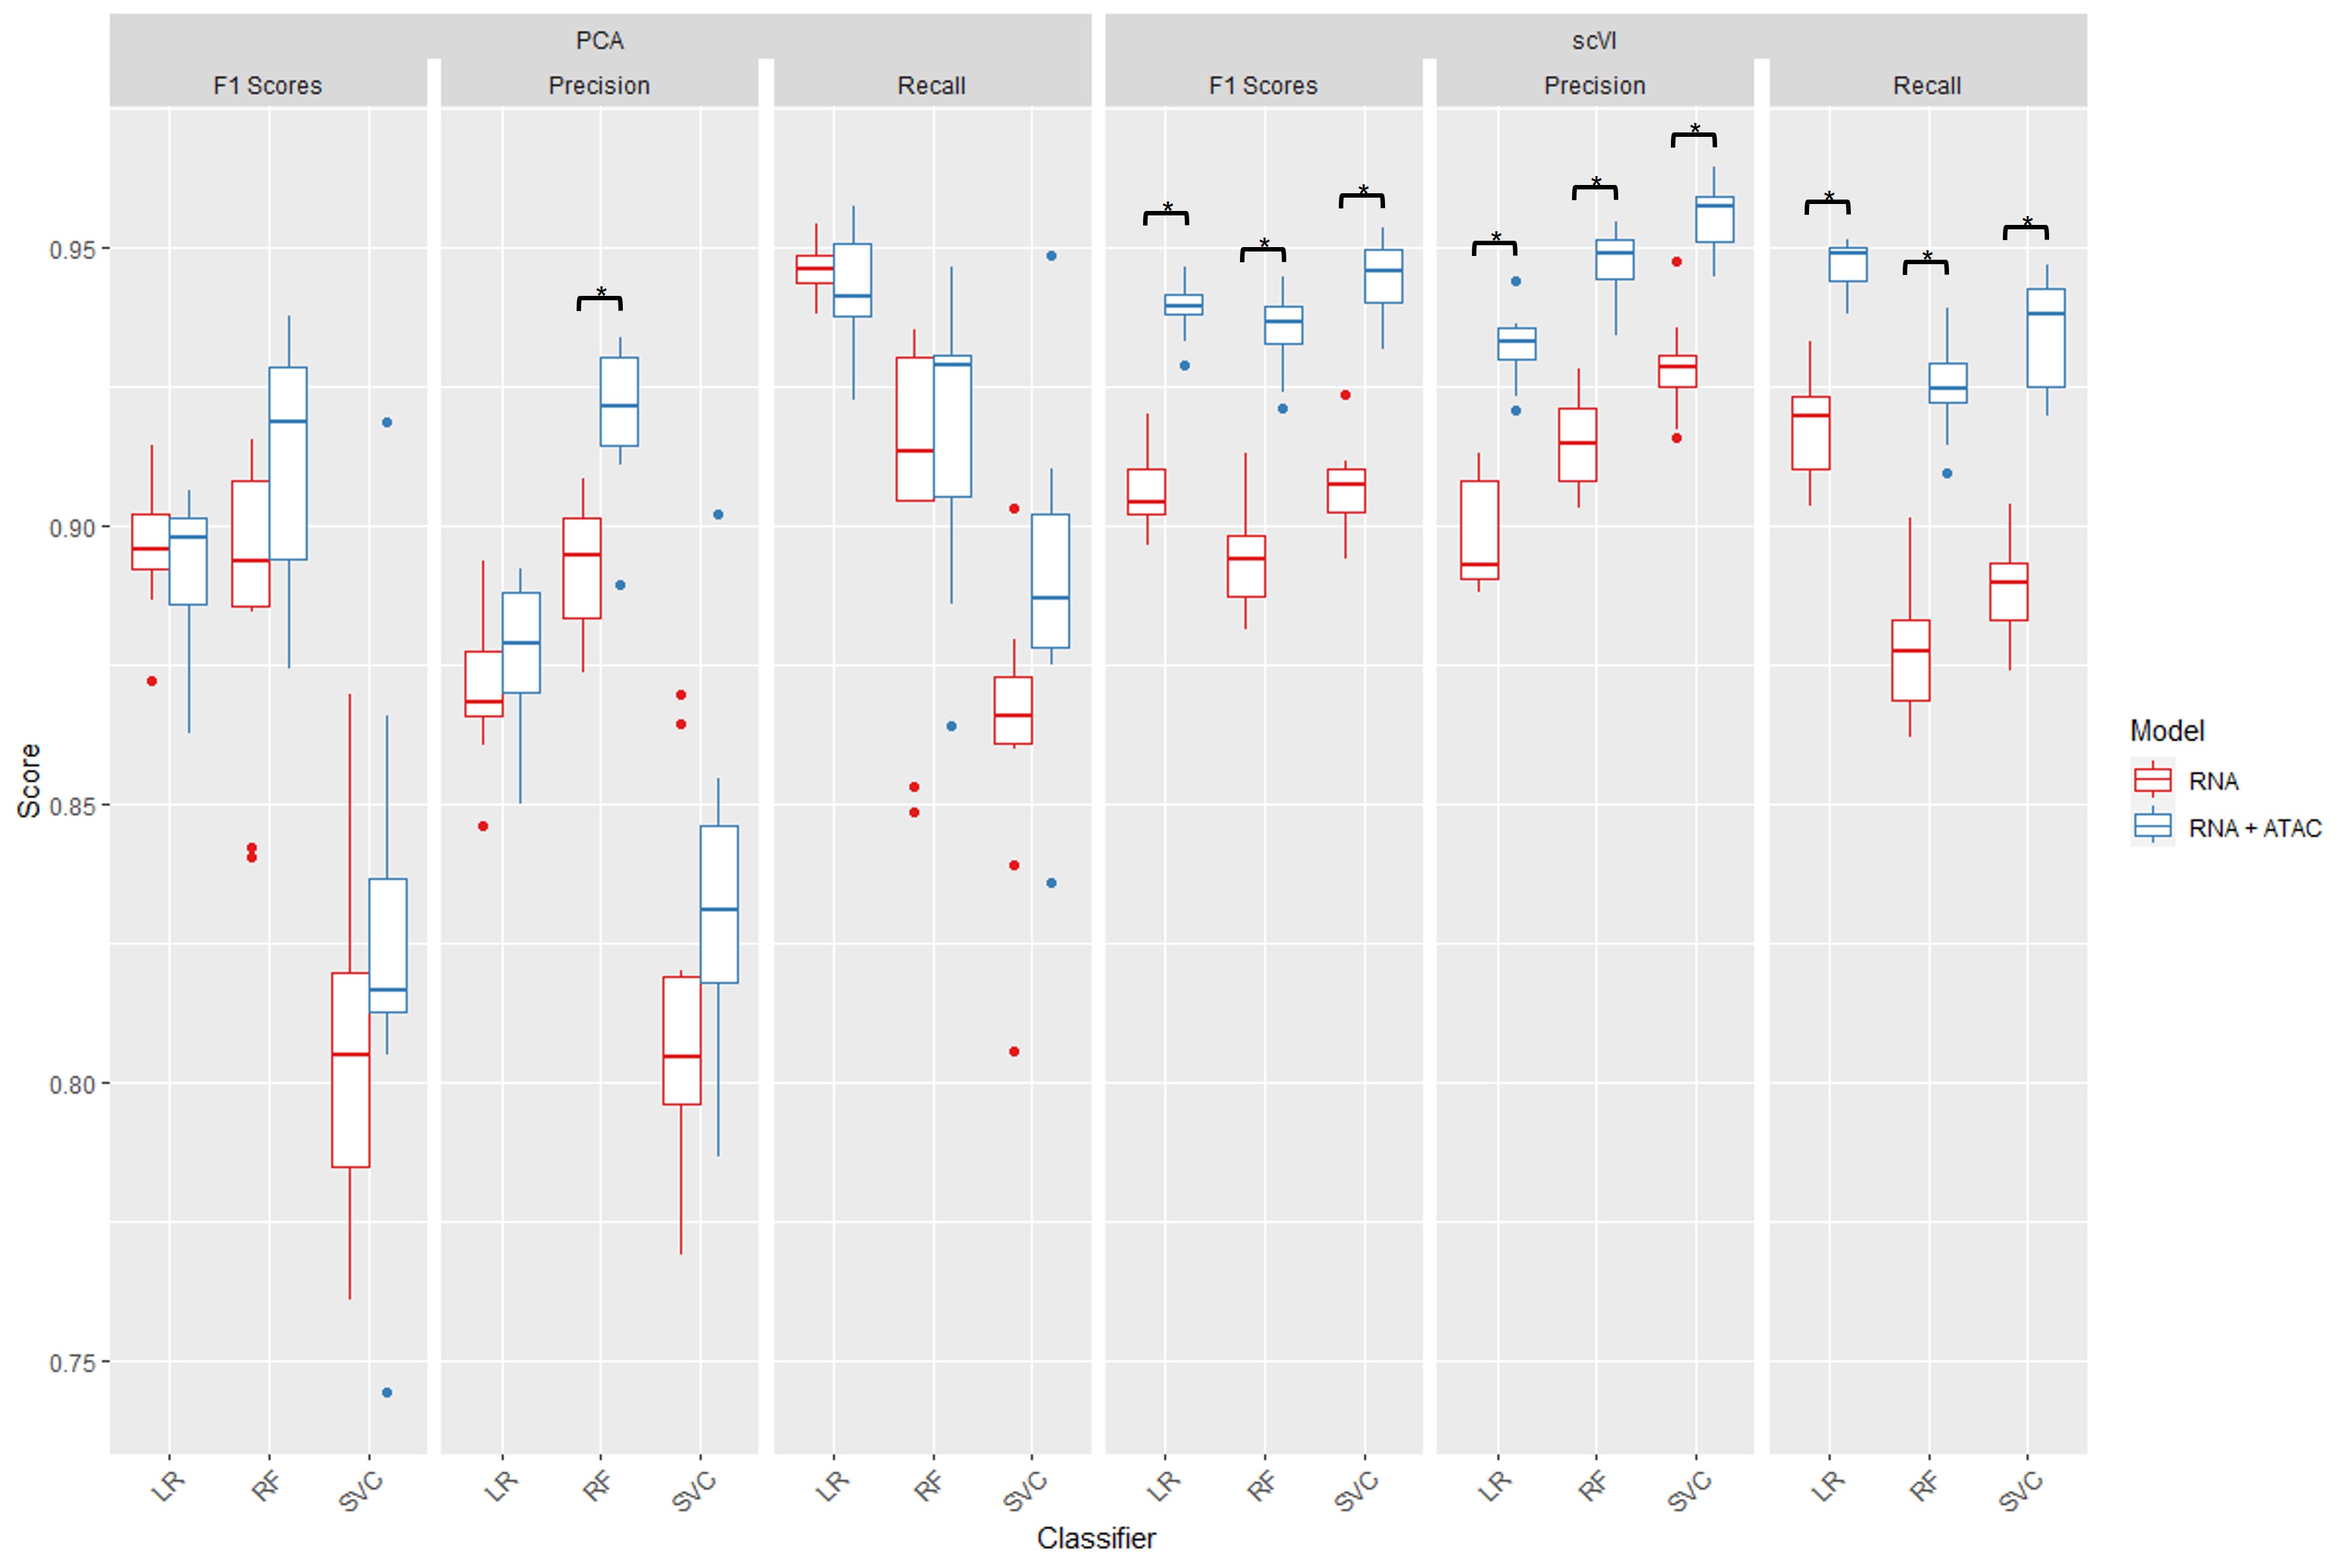 PCA scVI
F1 Scores Precision Recall F1 Scores Precision Recall
* * * * * * * * * *
0.95
0.90
0.85
0.80
0.75
Score
Model
RNA
RNA + ATAC
LR RF SVC LR RF SVC LR RF SVC LR RF SVC LR RF SVC LR RF SVC
Classifier